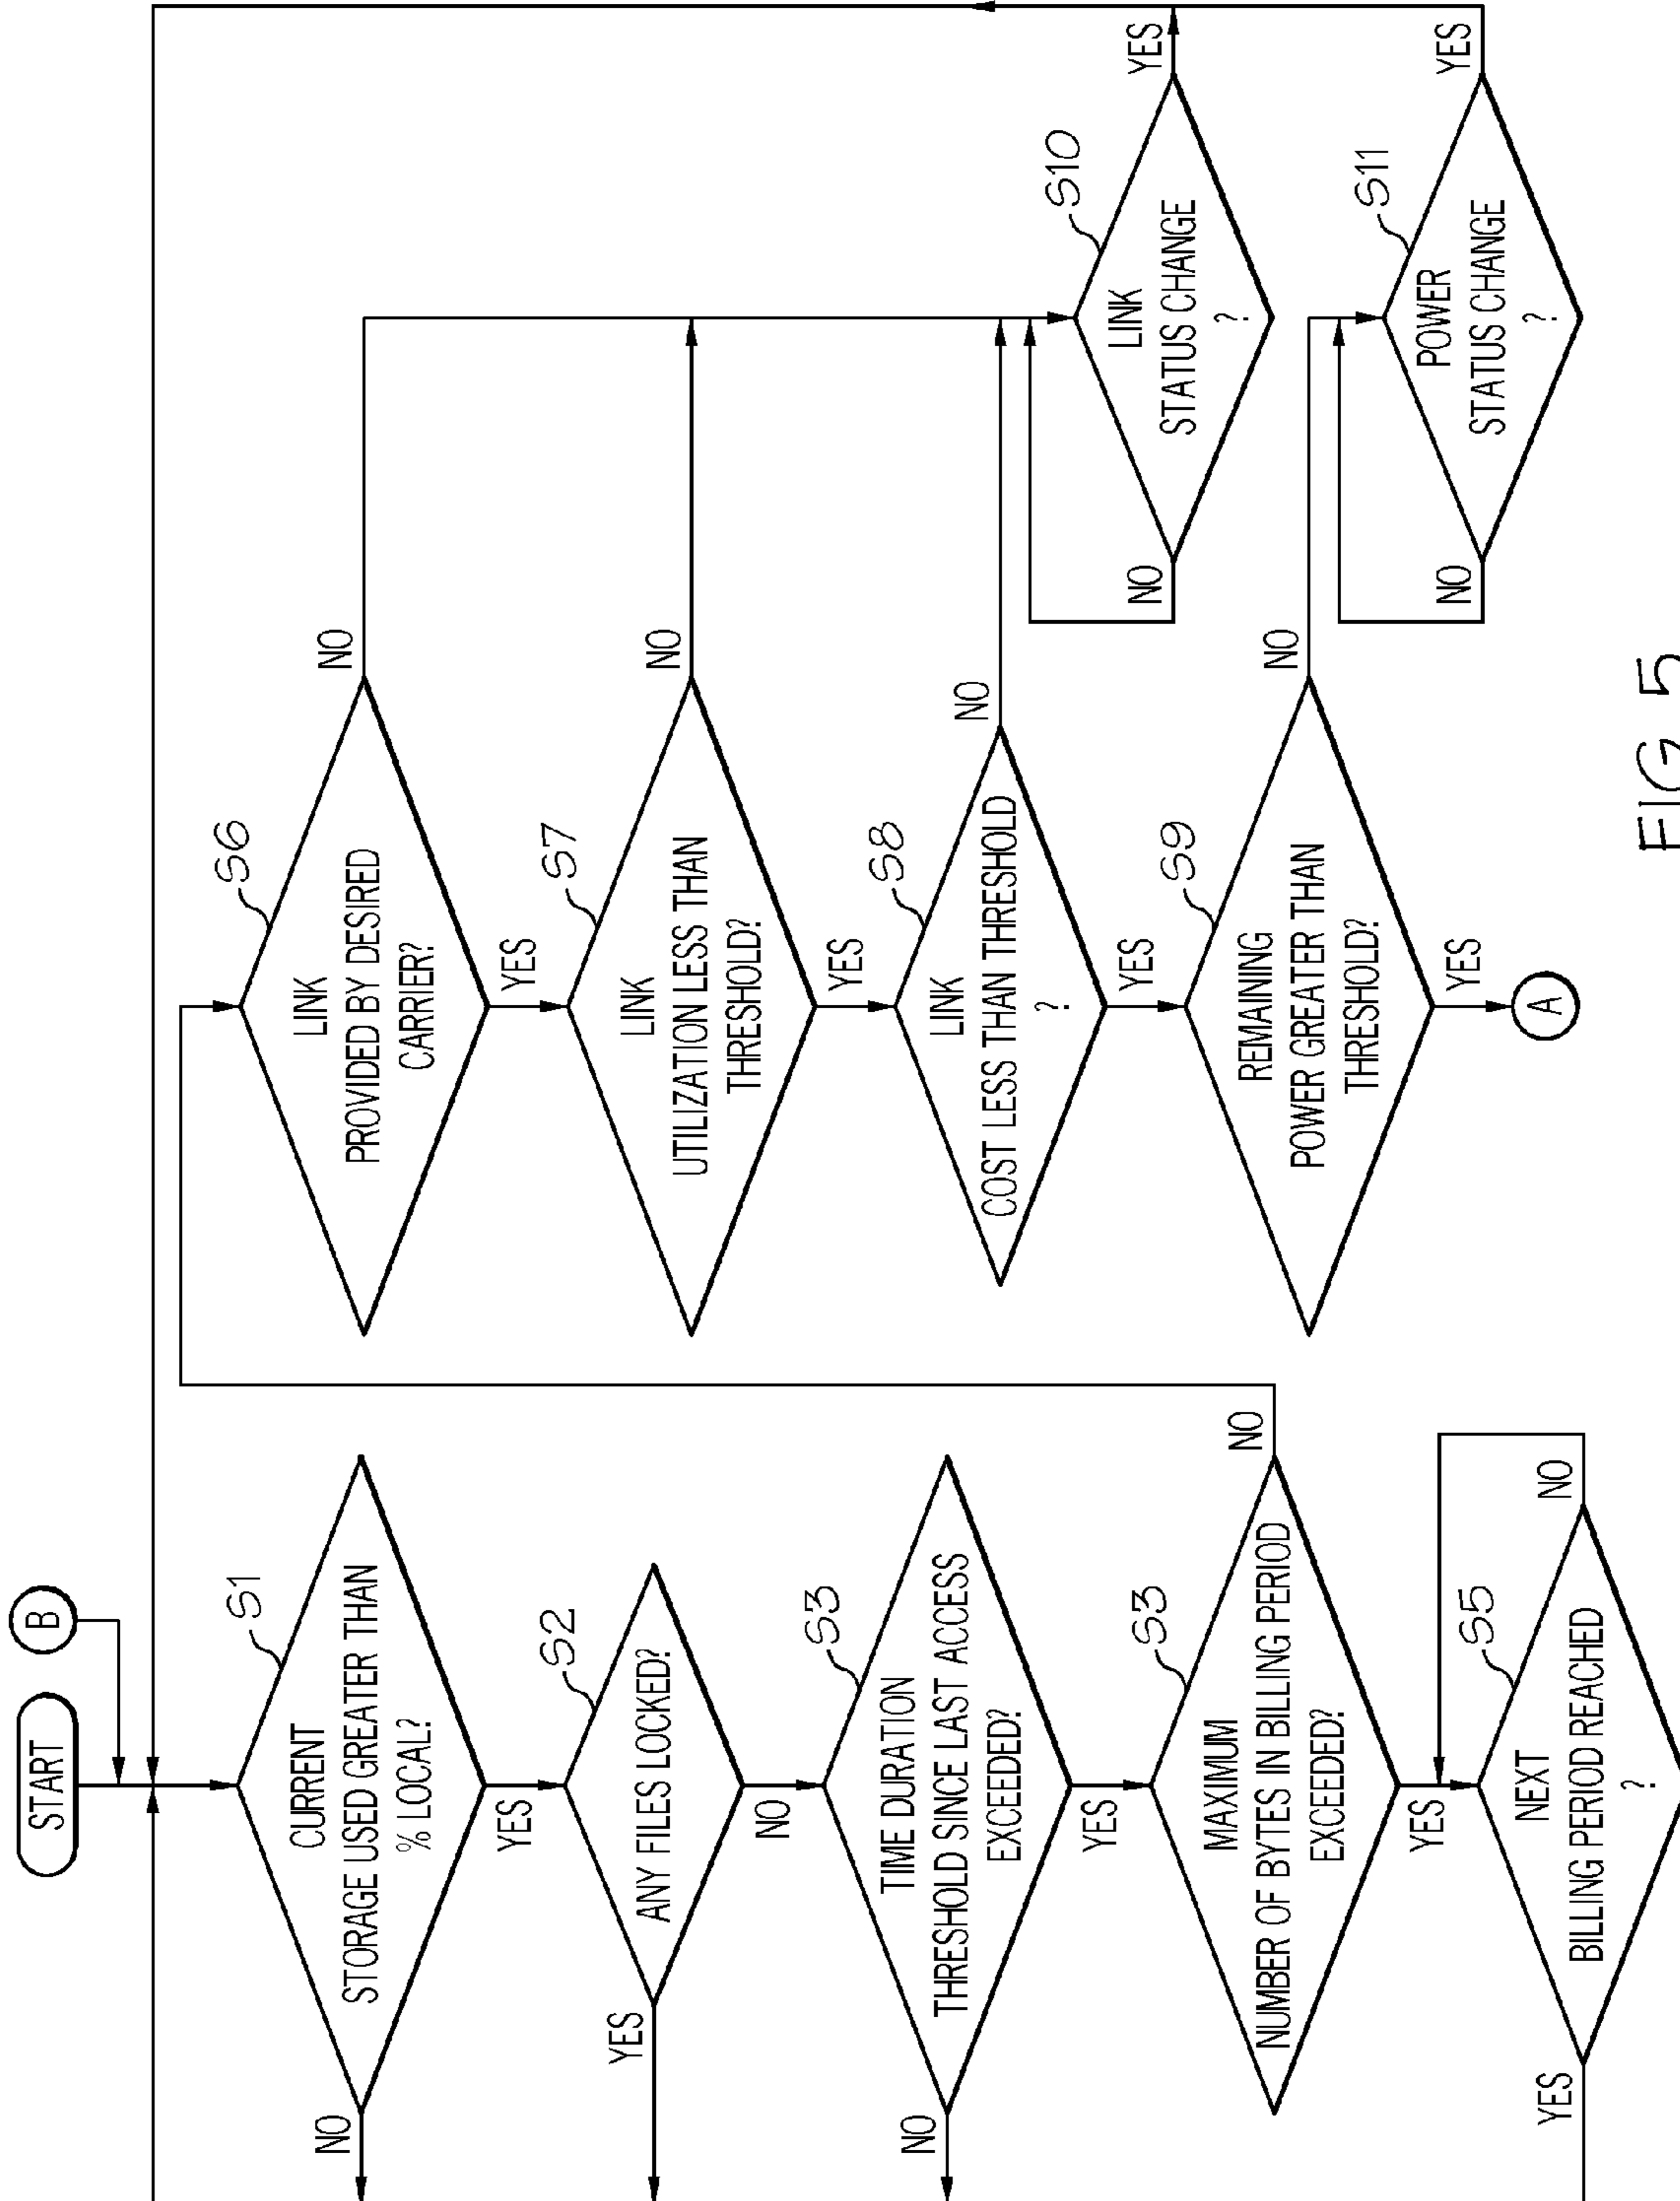 START
B
CURRENT
STORAGE USED GREATER THAN
% LOCAL?
S1
NO
YES
ANY FILES LOCKED?
S2
YES
NO
TIME DURATION
THRESHOLD SINCE LAST ACCESS
EXCEEDED?
S3
NO
YES
MAXIMUM
NUMBER OF BYTES IN BILLING PERIOD
EXCEEDED?
S3
NO
YES
NEXT
BILLING PERIOD REACHED
?
S5
YES
NO
LINK
PROVIDED BY DESIRED
CARRIER?
S6
NO
YES
LINK
UTILIZATION LESS THAN
THRESHOLD?
S7
NO
YES
LINK
COST LESS THAN THRESHOLD
?
S8
NO
YES
REMAINING
POWER GREATER THAN
THRESHOLD?
S9
NO
YES
A
LINK
STATUS CHANGE
?
S10
NO
YES
POWER
STATUS CHANGE
?
S11
NO
YES
FIG 5